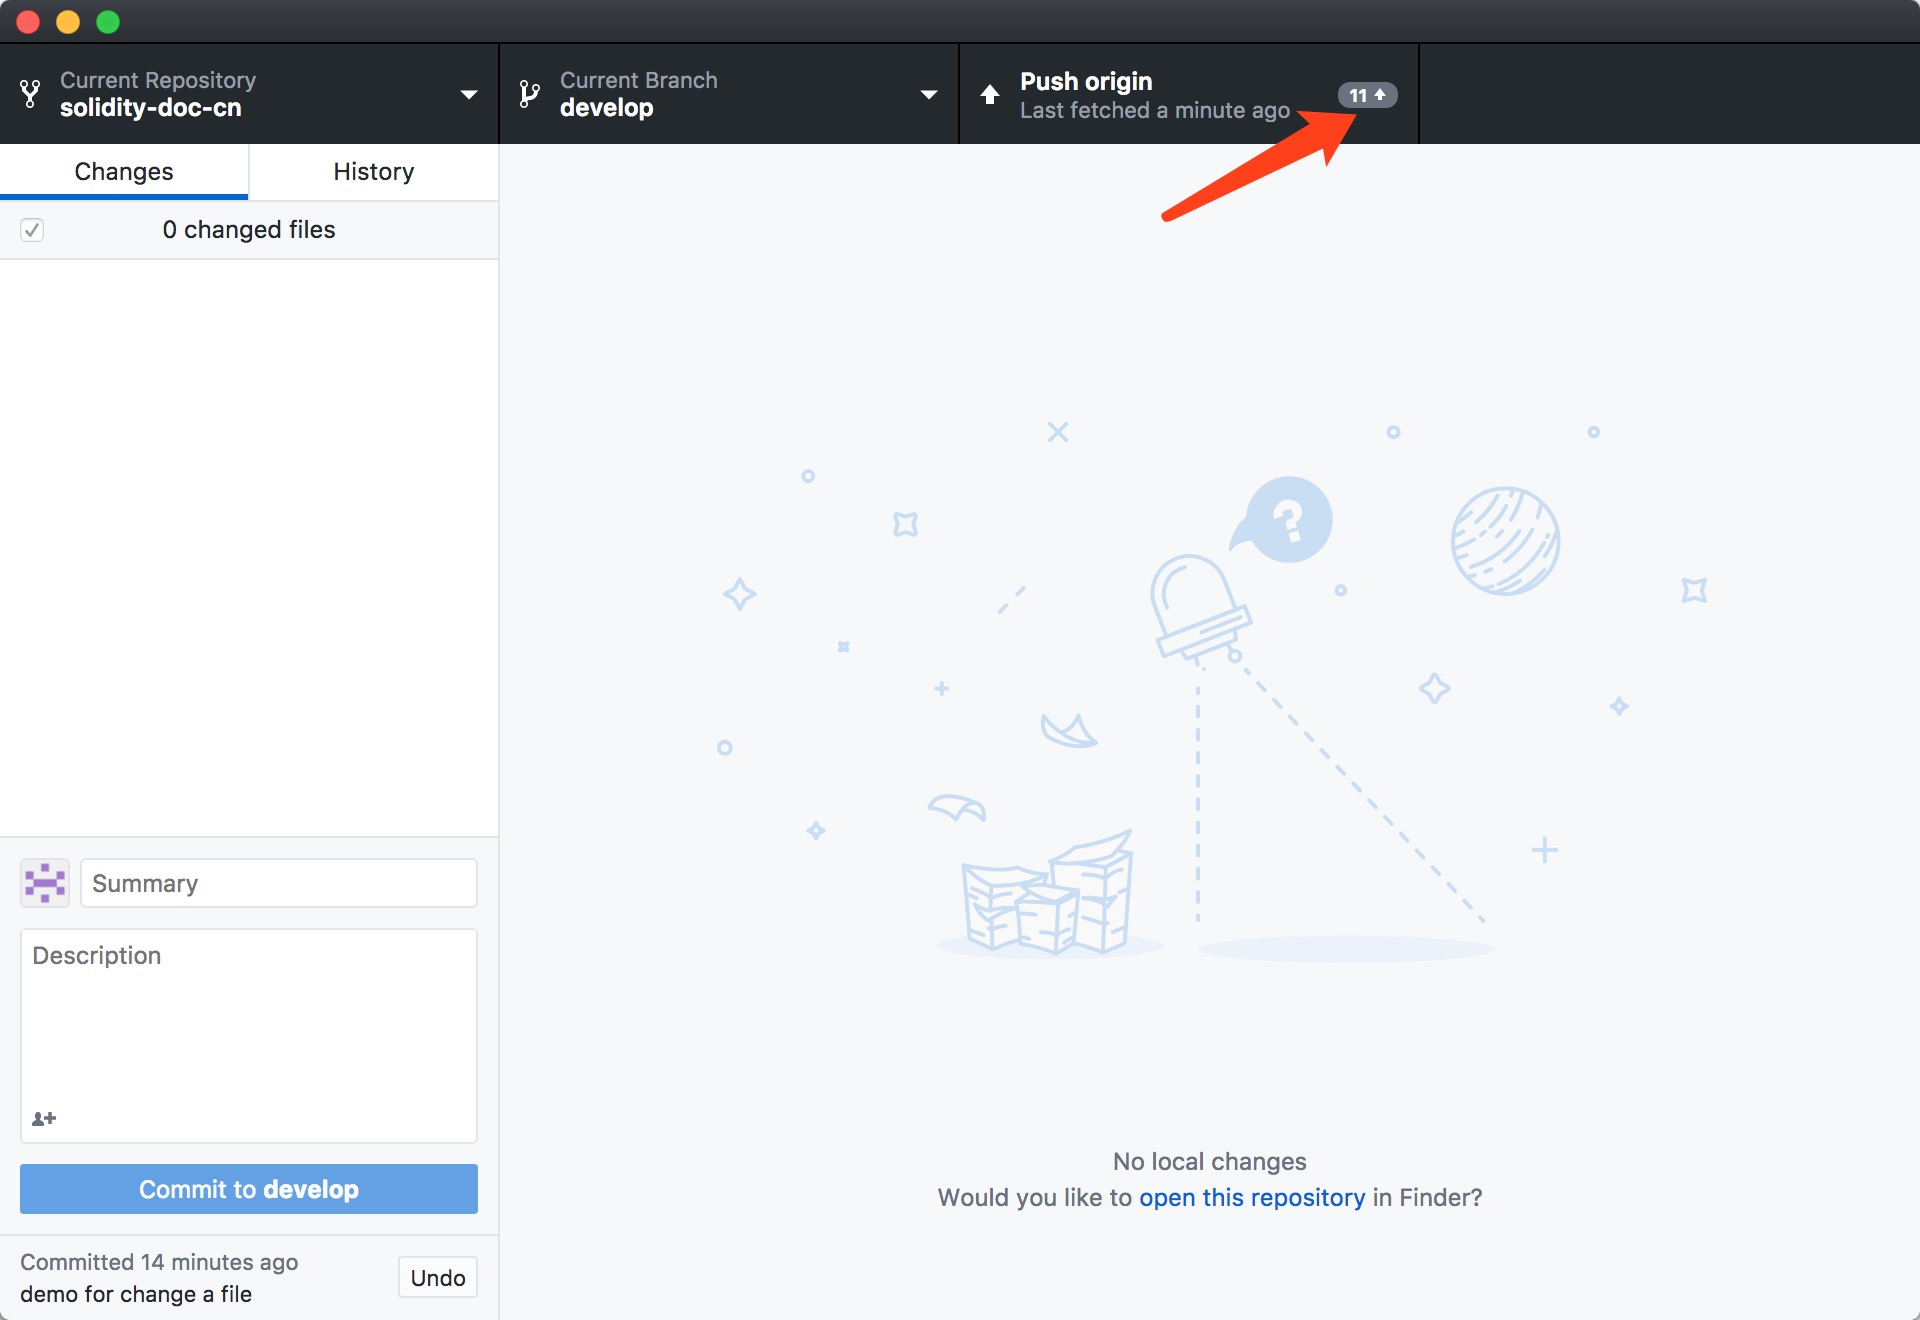 Current Repository
solidity-doc-cn
Current Branch
develop
Push origin
Last fetched a minute ago
11
Changes
History
0 changed files
?
Summary
Description
Commit to develop
Committed 14 minutes ago
demo for change a file
Undo
No local changes
Would you like to open this repository in Finder?